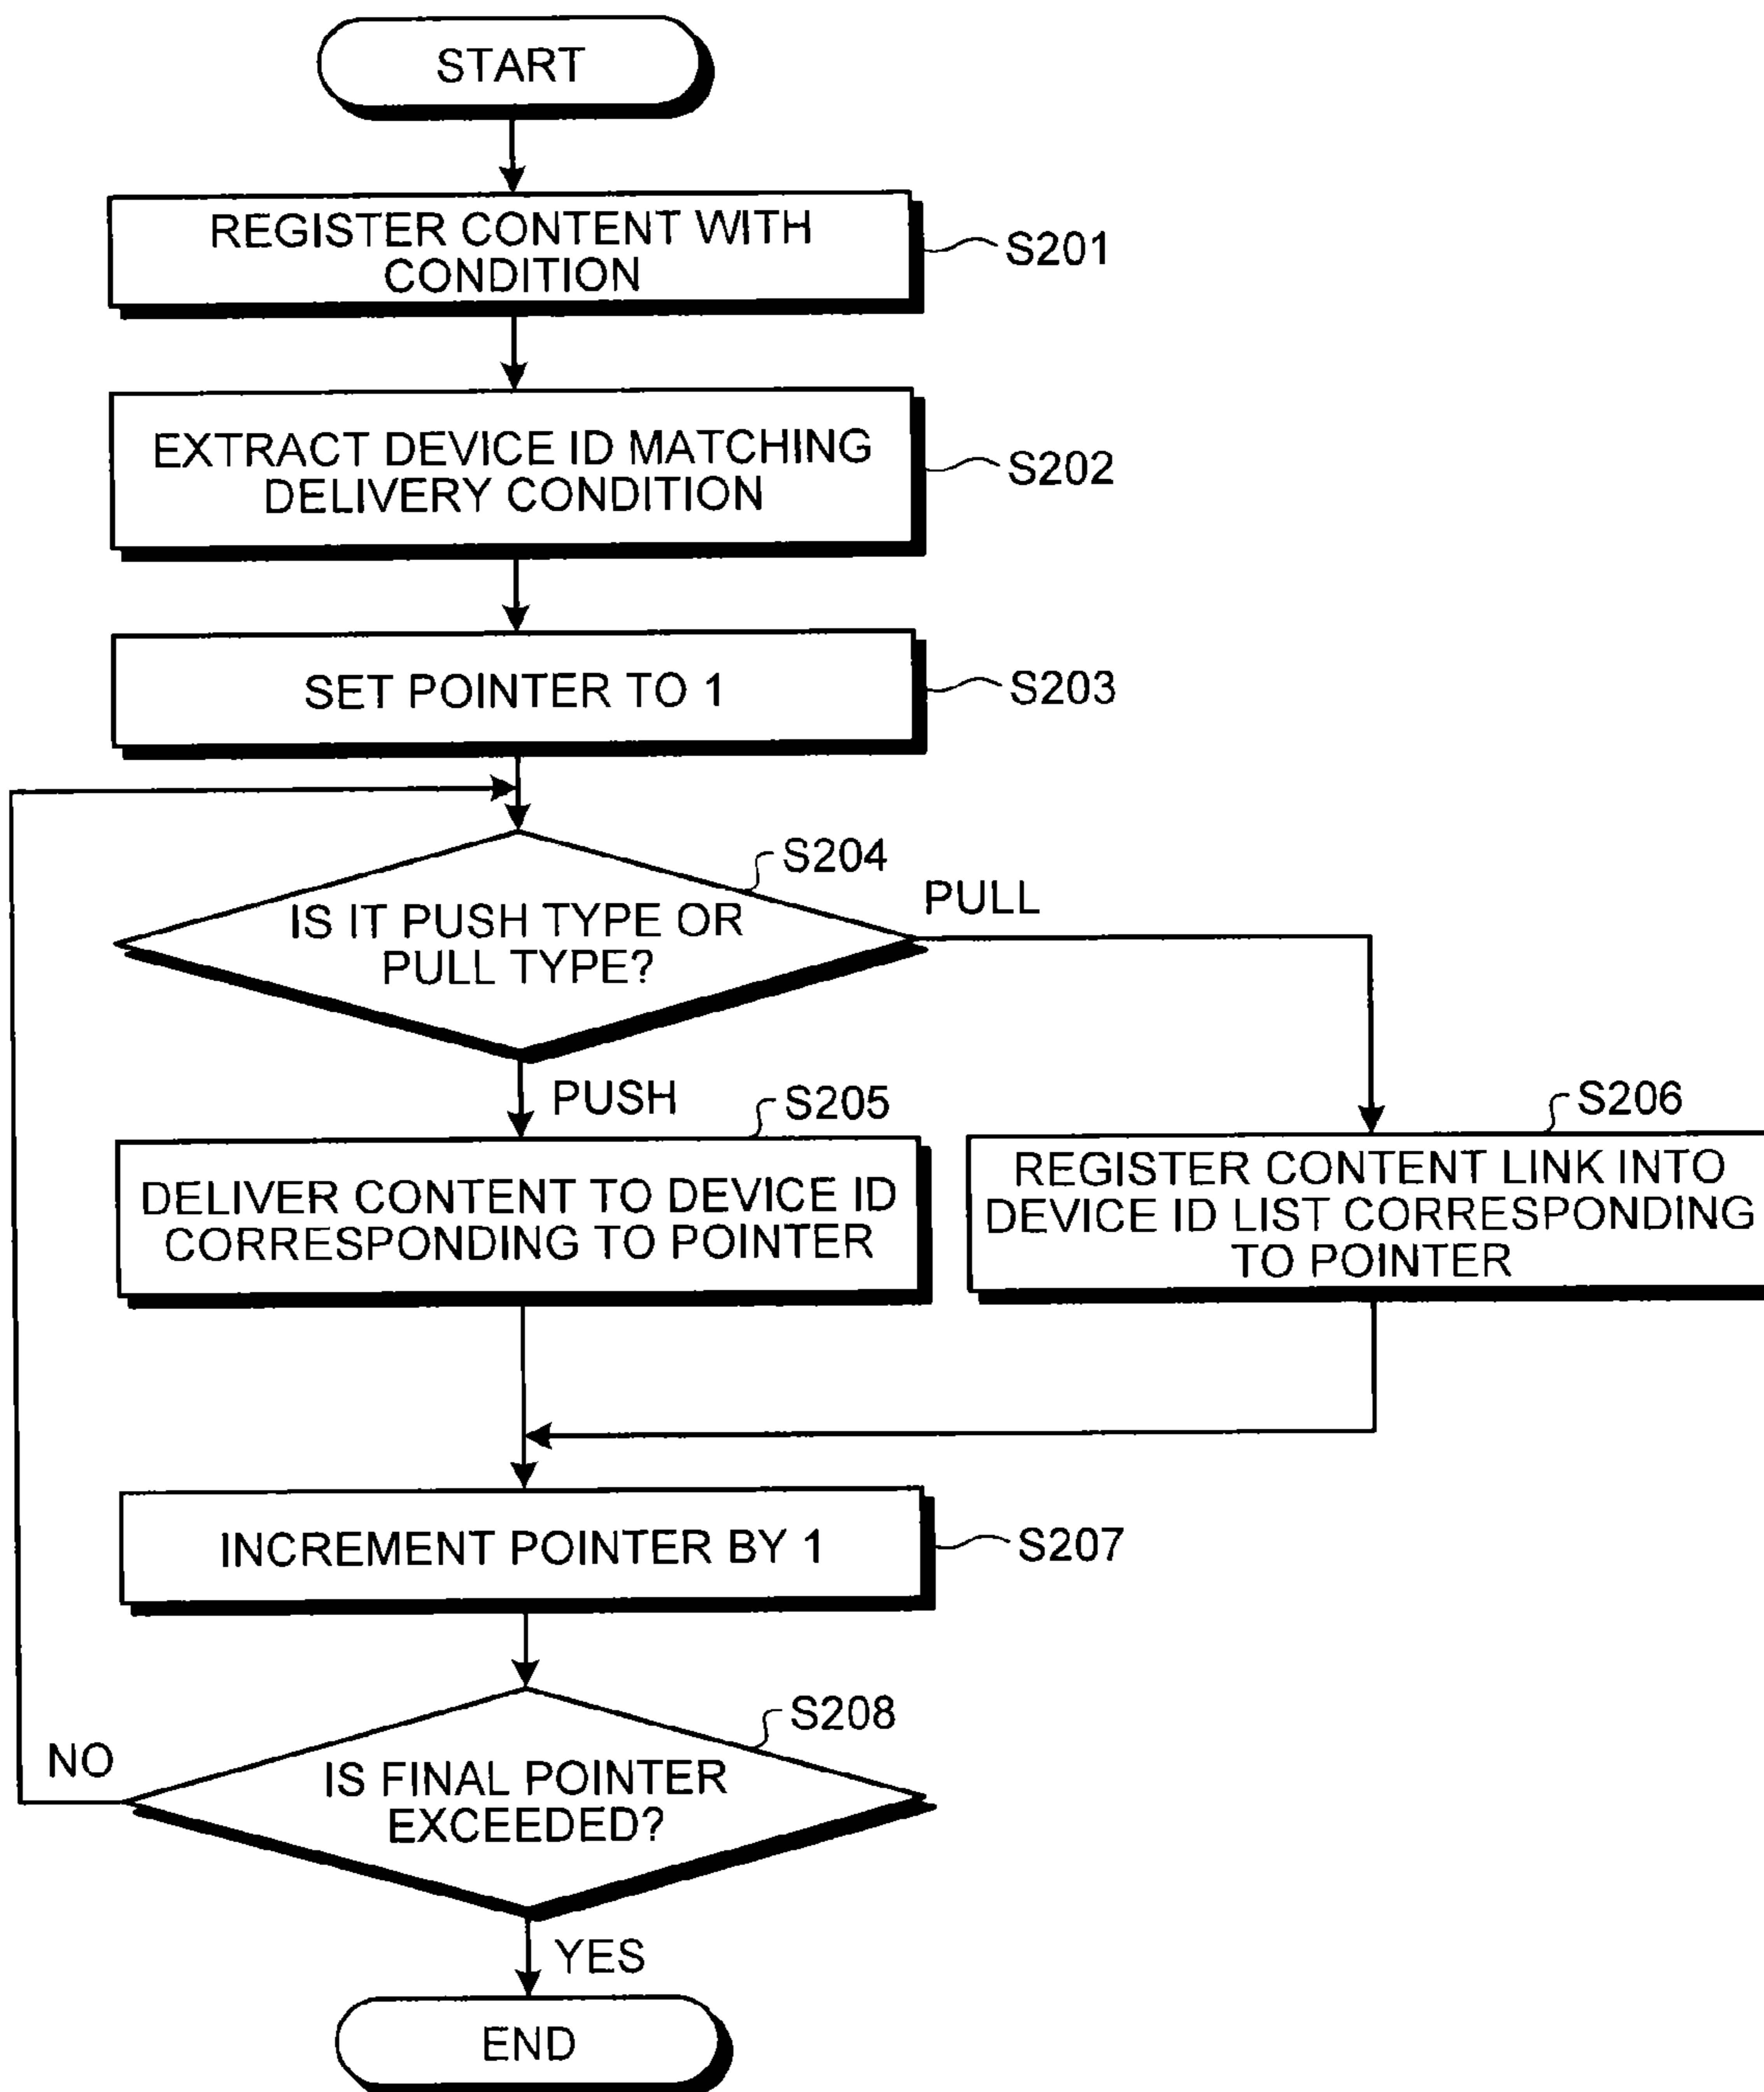 START
REGISTER CONTENT WITH
CONDITION
S201
EXTRACT DEVICE ID MATCHING
DELIVERY CONDITION
S202
SET POINTER TO 1
S203
S204
IS IT PUSH TYPE OR
PULL TYPE?
PULL
PUSH
S205
DELIVER CONTENT TO DEVICE ID
CORRESPONDING TO POINTER
S206
REGISTER CONTENT LINK INTO
DEVICE ID LIST CORRESPONDING
TO POINTER
INCREMENT POINTER BY 1
S207
S208
IS FINAL POINTER
EXCEEDED?
NO
YES
END